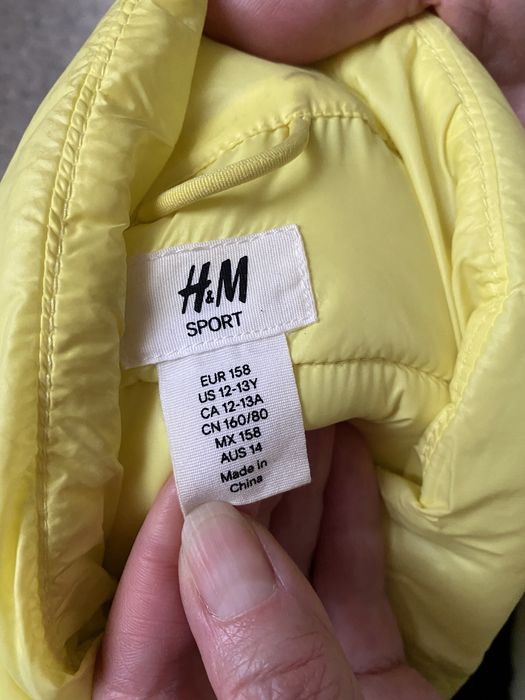 H&M
SPORT
EUR 158
US 12-13Y
CA 12-13A
CN 160/80
MX 158
AUS 14
Made in
China